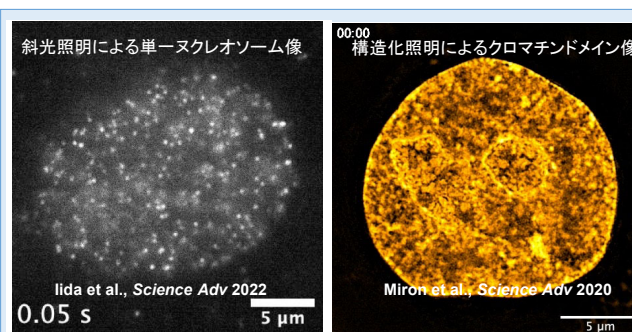 斜光照明による単一ヌクレオソーム像
Iida et al., Science Adv 2022
0.05 s
5 μm
00:00
構造化照明によるクロマチンドメイン像
Miron et al., Science Adv 2020
5 μm